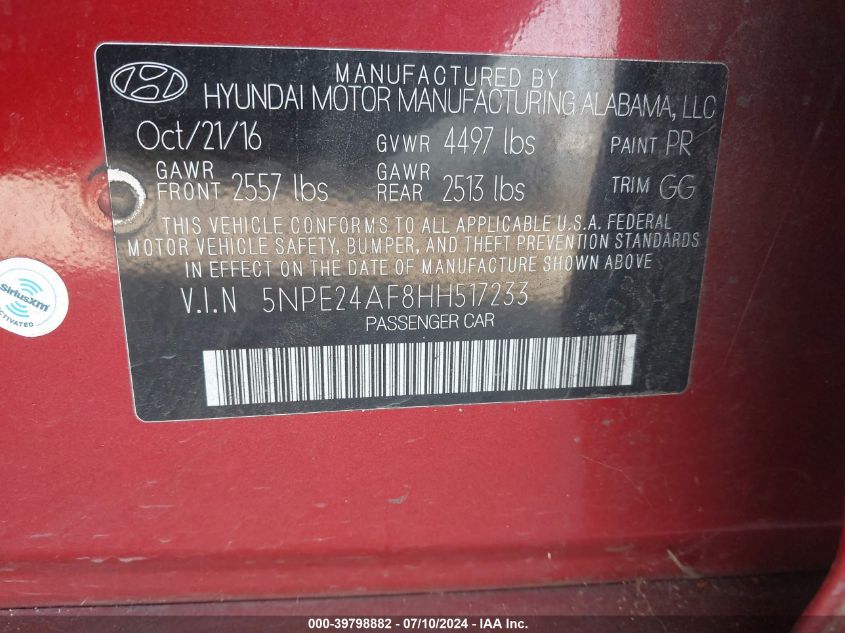 MANUFACTURED BY
HYUNDAI MOTOR MANUFACTURING ALABAMA, LLC
Oct/21/16 GVWR 4497 lbs PAINT PR
GAWR FRONT 2557 lbs GAWR REAR 2513 lbs TRIM GG
THIS VEHICLE CONFORMS TO ALL APPLICABLE U.S.A. FEDERAL
MOTOR VEHICLE SAFETY, BUMPER, AND THEFT PREVENTION STANDARDS
IN EFFECT ON THE DATE OF MANUFACTURE SHOWN ABOVE
V.I.N 5NPE24AF8HH517233
PASSENGER CAR
siriusxm
ACTIVATED
000-39798882 - 07/10/2024 - IAA Inc.